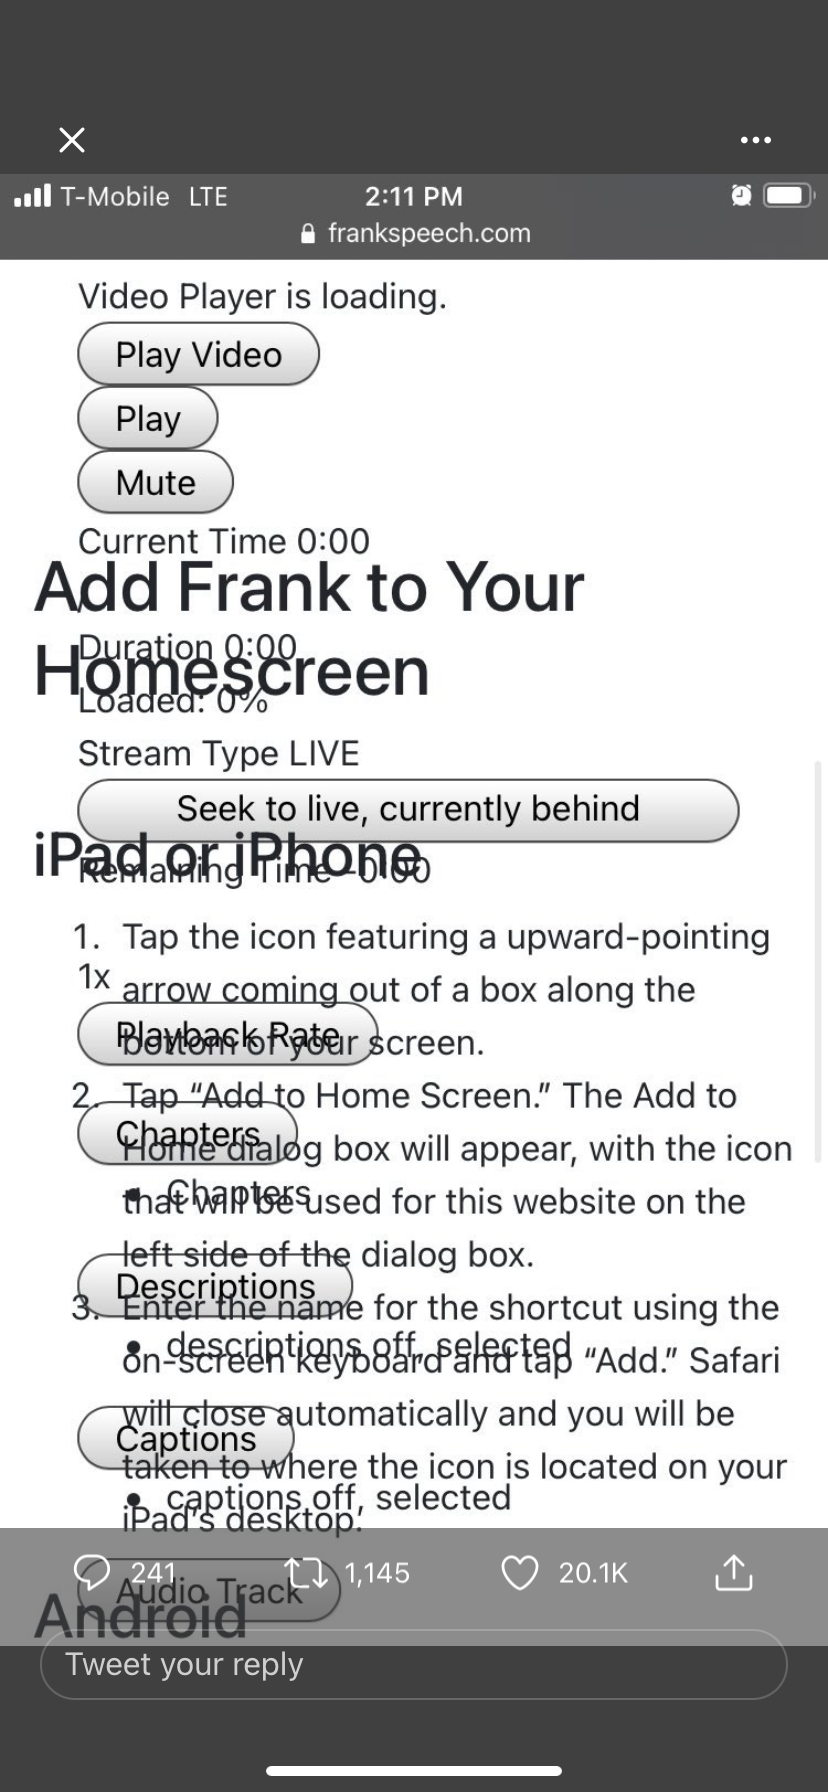 T-Mobile LTE 2:11 PM
frankspeech.com
Video Player is loading.
Play Video
Play
Mute
Current Time 0:00
Add Frank to Your
/
Duration 0:00
Homescreen
Loaded: 0%
Stream Type LIVE
Seek to live, currently behind
iPad or iPhone
Remaining Time -0:00
1. Tap the icon featuring a upward-pointing
1x
arrow coming out of a box along the
Playback Rate
bottom of your screen.
2. Tap “Add to Home Screen.” The Add to
Chapters
Home dialog box will appear, with the icon
• Chapters
that will be used for this website on the
left side of the dialog box.
Descriptions
3. Enter the name for the shortcut using the
• descriptions off, selected
on-screen keyboard and tap “Add.” Safari
will close automatically and you will be
Captions
taken to where the icon is located on your
• captions off, selected
iPad’s desktop.
241 1,145 20.1K
Audio Track
Android
Tweet your reply